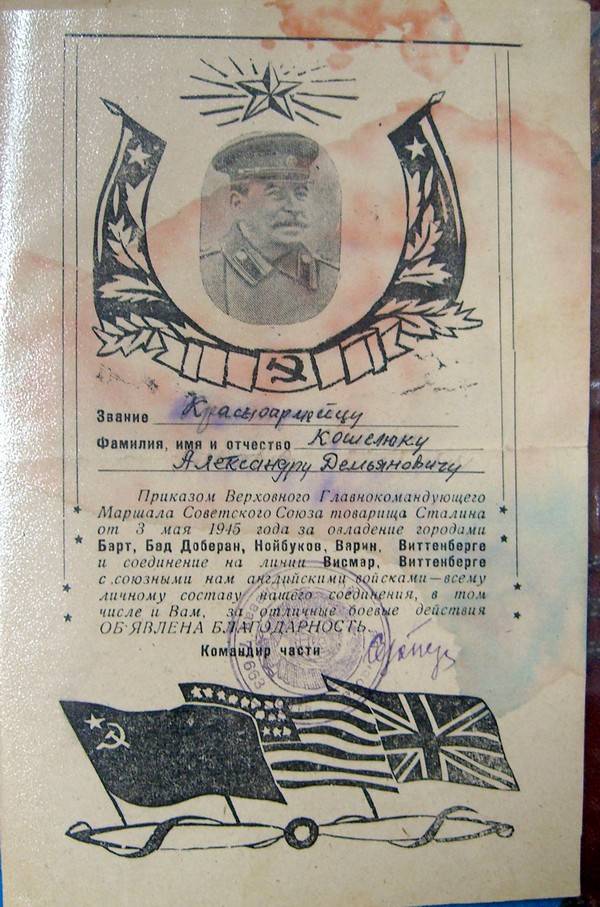 Звание Красноармейцу
Фамилия, имя и отчество Кошелюку
Александру Демьяновичу
Приказом Верховного Главнокомандующего
Маршала Советского Союза товарища Сталина
от 3 мая 1945 года за овладение городами
Барт, Бад Доберан, Нойбуков, Варин, Виттенберге
и соединение на линии Висмар, Виттенберге
с союзными нам английскими войсками — всему
личному составу нашего соединения, в том
числе и Вам, за отличные боевые действия
ОБ'ЯВЛЕНА БЛАГОДАРНОСТЬ.
Командир части